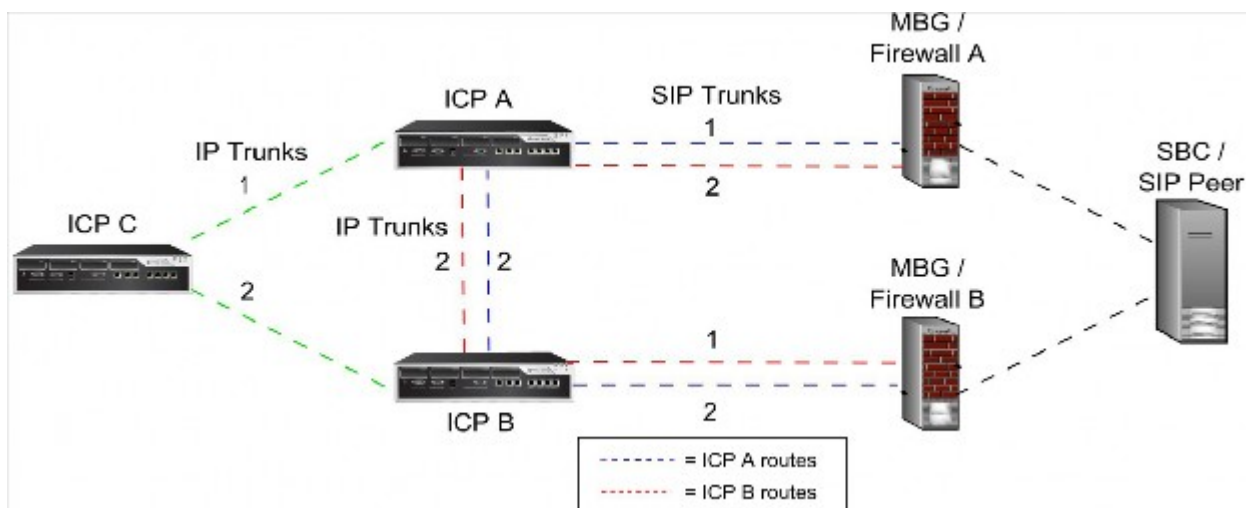 MBG /
Firewall A
ICP A
SIP Trunks
1
IP Trunks
1
2
SBC /
SIP Peer
ICP C
IP Trunks
2
2
2
MBG /
Firewall B
1
ICP B
2
= ICP A routes
= ICP B routes